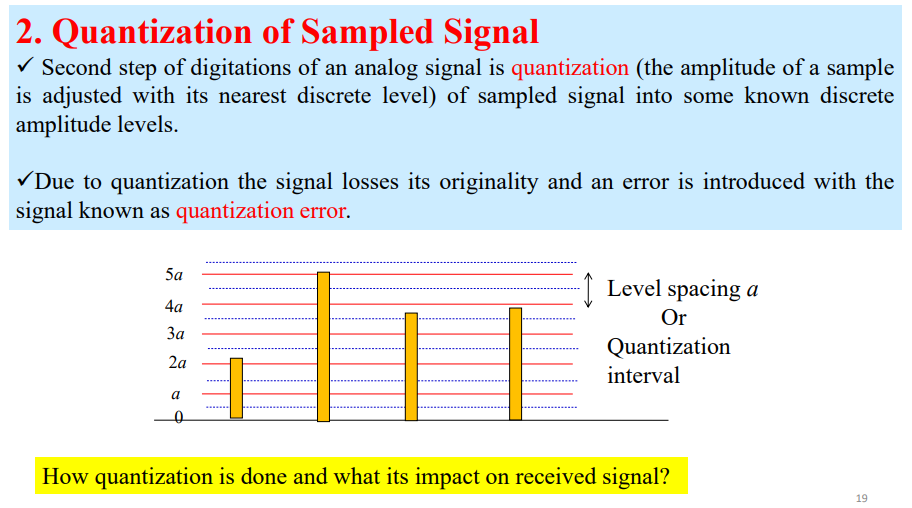 2. Quantization of Sampled Signal
✓ Second step of digitations of an analog signal is quantization (the amplitude of a sample
is adjusted with its nearest discrete level) of sampled signal into some known discrete
amplitude levels.
✓Due to quantization the signal losses its originality and an error is introduced with the
signal known as quantization error.
5a
4a
3a
2a
a
0
Level spacing a
Or
Quantization
interval
How quantization is done and what its impact on received signal?
19